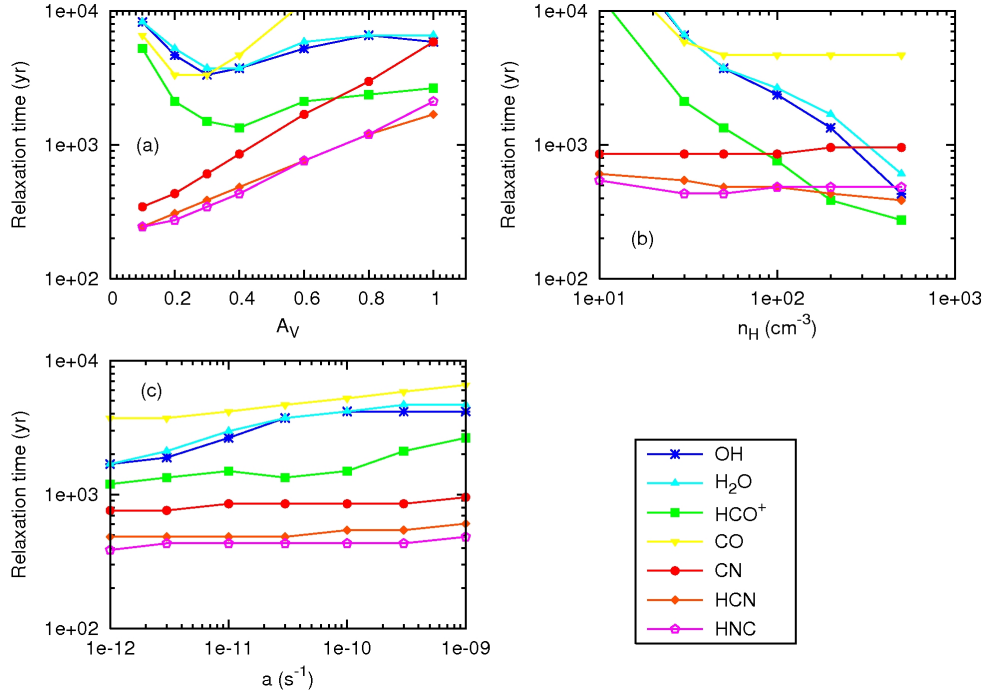 1e+04
1e+03
1e+02
Relaxation time (yr)
(a)
0 0.2 0.4 0.6 0.8 1
A_V
1e+04
1e+03
1e+02
Relaxation time (yr)
(b)
1e+01 1e+02 1e+03
n_H (cm⁻³)
1e+04
1e+03
1e+02
Relaxation time (yr)
(c)
1e-12 1e-11 1e-10 1e-09
a (s⁻¹)
OH
H₂O
HCO⁺
CO
CN
HCN
HNC